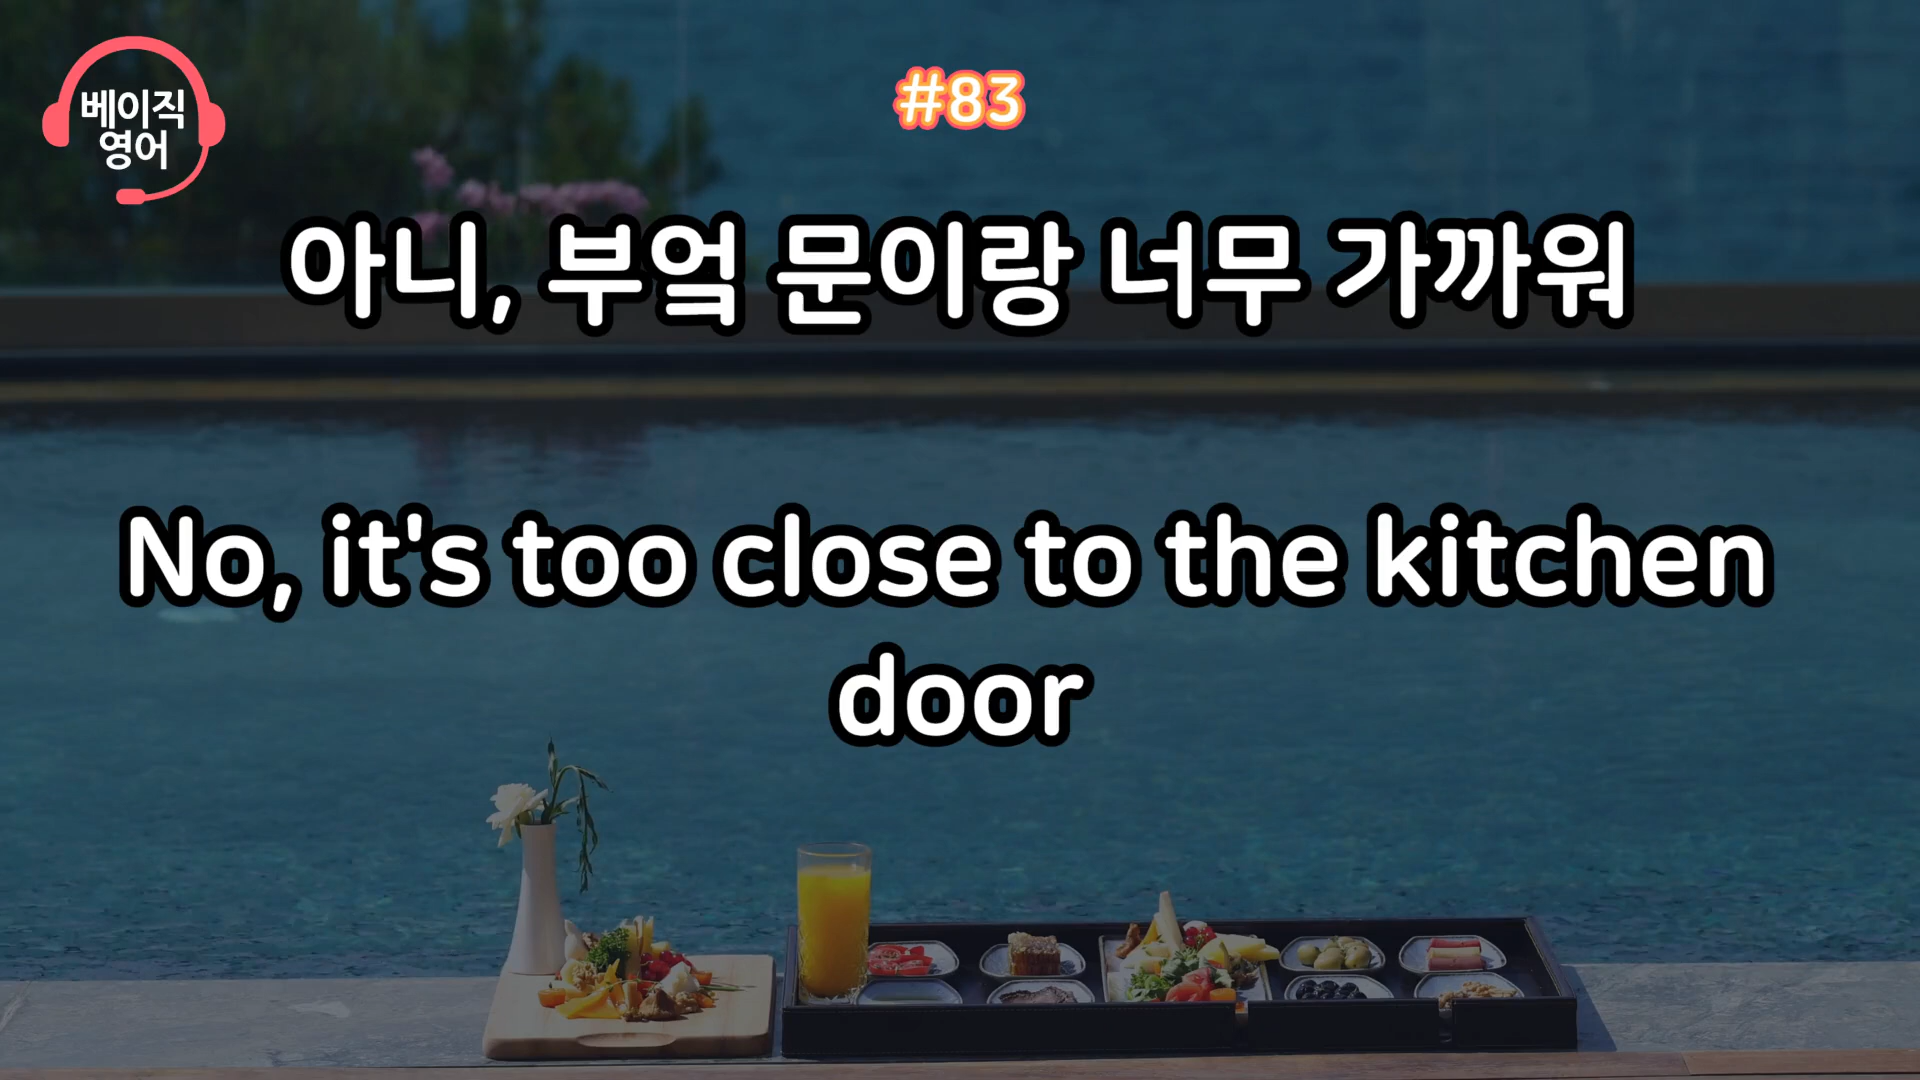 베이직
영어
#83
아니, 부엌 문이랑 너무 가까워
No, it's too close to the kitchen
door